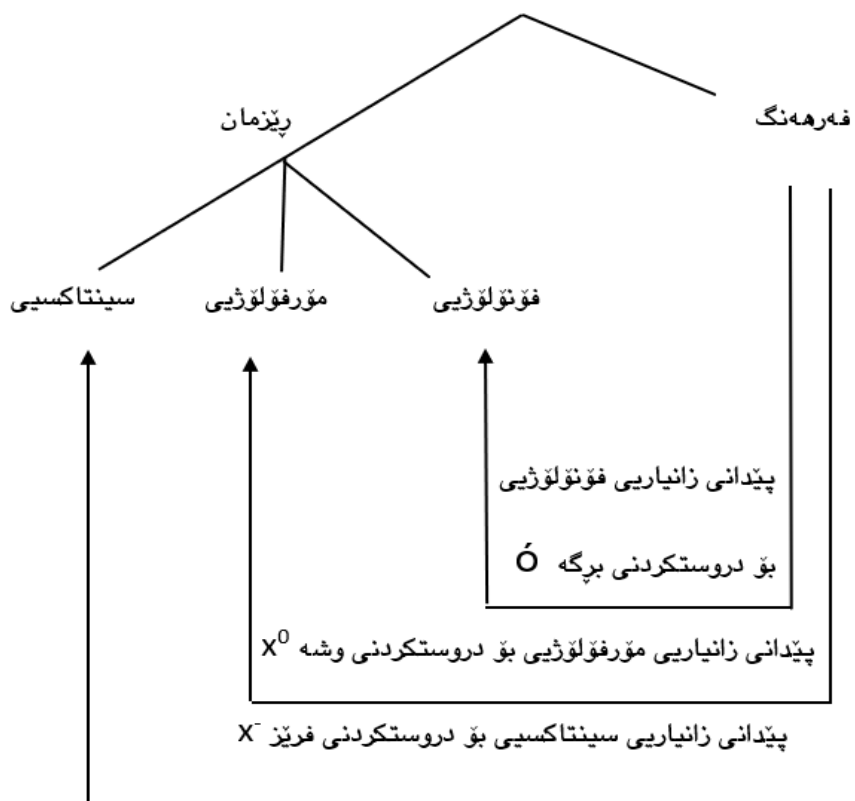 فەرهەنگ
ڕێزمان
فۆنۆلۆژیی
مۆرفۆلۆژیی
سینتاکسیی
پێدانی زانیاریی فۆنۆلۆژیی
بۆ دروستکردنی بڕگە Ó
پێدانی زانیاریی مۆرفۆلۆژیی بۆ دروستکردنی وشە X⁰
پێدانی زانیاریی سینتاکسیی بۆ دروستکردنی فرێز X⁻